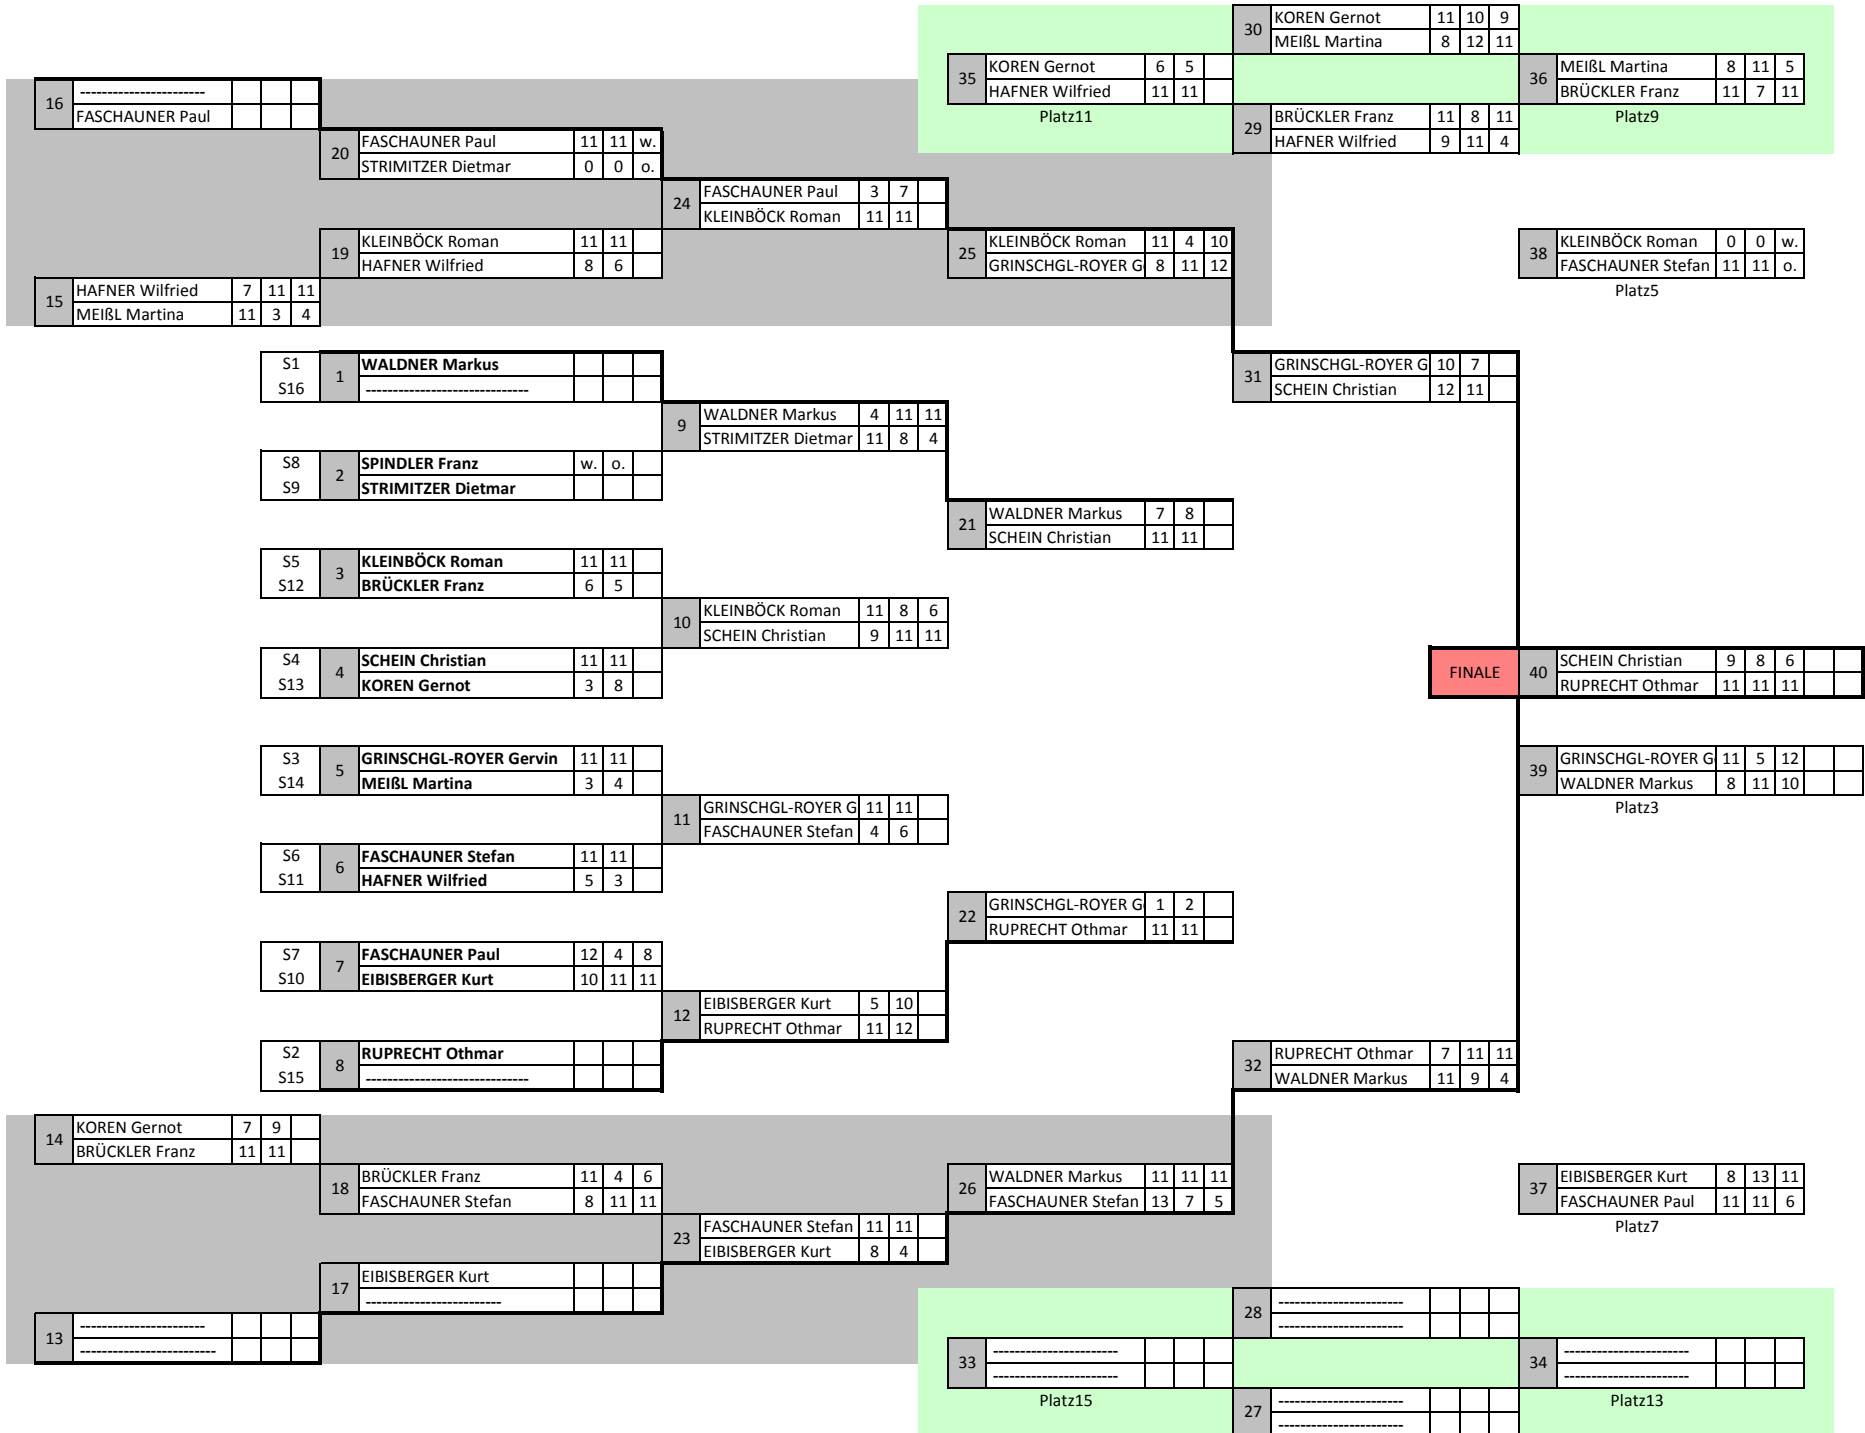 30 KOREN Gernot 11 10 9
MEIßL Martina 8 12 11
35 KOREN Gernot 6 5
HAFNER Wilfried 11 11
Platz11
36 MEIßL Martina 8 11 5
BRÜCKLER Franz 11 7 11
Platz9
16 -----------------------
FASCHAUNER Paul
29 BRÜCKLER Franz 11 8 11
HAFNER Wilfried 9 11 4
20 FASCHAUNER Paul 11 11 w.
STRIMITZER Dietmar 0 0 o.
24 FASCHAUNER Paul 3 7
KLEINBÖCK Roman 11 11
19 KLEINBÖCK Roman 11 11
HAFNER Wilfried 8 6
25 KLEINBÖCK Roman 11 4 10
GRINSCHGL-ROYER G 8 11 12
38 KLEINBÖCK Roman 0 0 w.
FASCHAUNER Stefan 11 11 o.
Platz5
15 HAFNER Wilfried 7 11 11
MEIßL Martina 11 3 4
S1 1 WALDNER Markus
S16 ------------------------------
31 GRINSCHGL-ROYER G 10 7
SCHEIN Christian 12 11
9 WALDNER Markus 4 11 11
STRIMITZER Dietmar 11 8 4
S8 2 SPINDLER Franz w. o.
S9 STRIMITZER Dietmar
21 WALDNER Markus 7 8
SCHEIN Christian 11 11
S5 3 KLEINBÖCK Roman 11 11
S12 BRÜCKLER Franz 6 5
10 KLEINBÖCK Roman 11 8 6
SCHEIN Christian 9 11 11
S4 4 SCHEIN Christian 11 11
S13 KOREN Gernot 3 8
FINALE 40 SCHEIN Christian 9 8 6
RUPRECHT Othmar 11 11 11
S3 5 GRINSCHGL-ROYER Gervin 11 11
S14 MEIßL Martina 3 4
39 GRINSCHGL-ROYER G 11 5 12
WALDNER Markus 8 11 10
Platz3
11 GRINSCHGL-ROYER G 11 11
FASCHAUNER Stefan 4 6
S6 6 FASCHAUNER Stefan 11 11
S11 HAFNER Wilfried 5 3
22 GRINSCHGL-ROYER G 1 2
RUPRECHT Othmar 11 11
S7 7 FASCHAUNER Paul 12 4 8
S10 EIBISBERGER Kurt 10 11 11
12 EIBISBERGER Kurt 5 10
RUPRECHT Othmar 11 12
S2 8 RUPRECHT Othmar
S15 ------------------------------
32 RUPRECHT Othmar 7 11 11
WALDNER Markus 11 9 4
14 KOREN Gernot 7 9
BRÜCKLER Franz 11 11
18 BRÜCKLER Franz 11 4 6
FASCHAUNER Stefan 8 11 11
26 WALDNER Markus 11 11 11
FASCHAUNER Stefan 13 7 5
37 EIBISBERGER Kurt 8 13 11
FASCHAUNER Paul 11 11 6
Platz7
23 FASCHAUNER Stefan 11 11
EIBISBERGER Kurt 8 4
17 EIBISBERGER Kurt
-------------------------
28 -----------------------
-----------------------
13 -----------------------
-------------------------
33 -----------------------
-----------------------
Platz15
34 -----------------------
-----------------------
Platz13
27 -----------------------
-----------------------